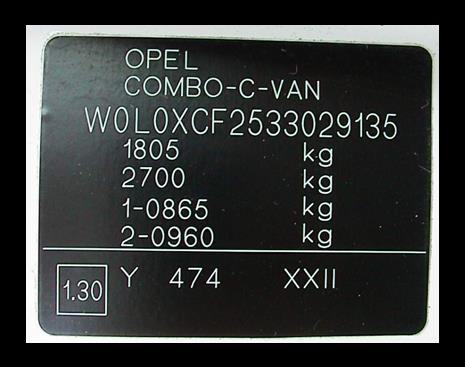 OPEL
COMBO-C-VAN
W0L0XCF2533029135
1805 kg
2700 kg
1-0865 kg
2-0960 kg
1.30 Y 474 XXII